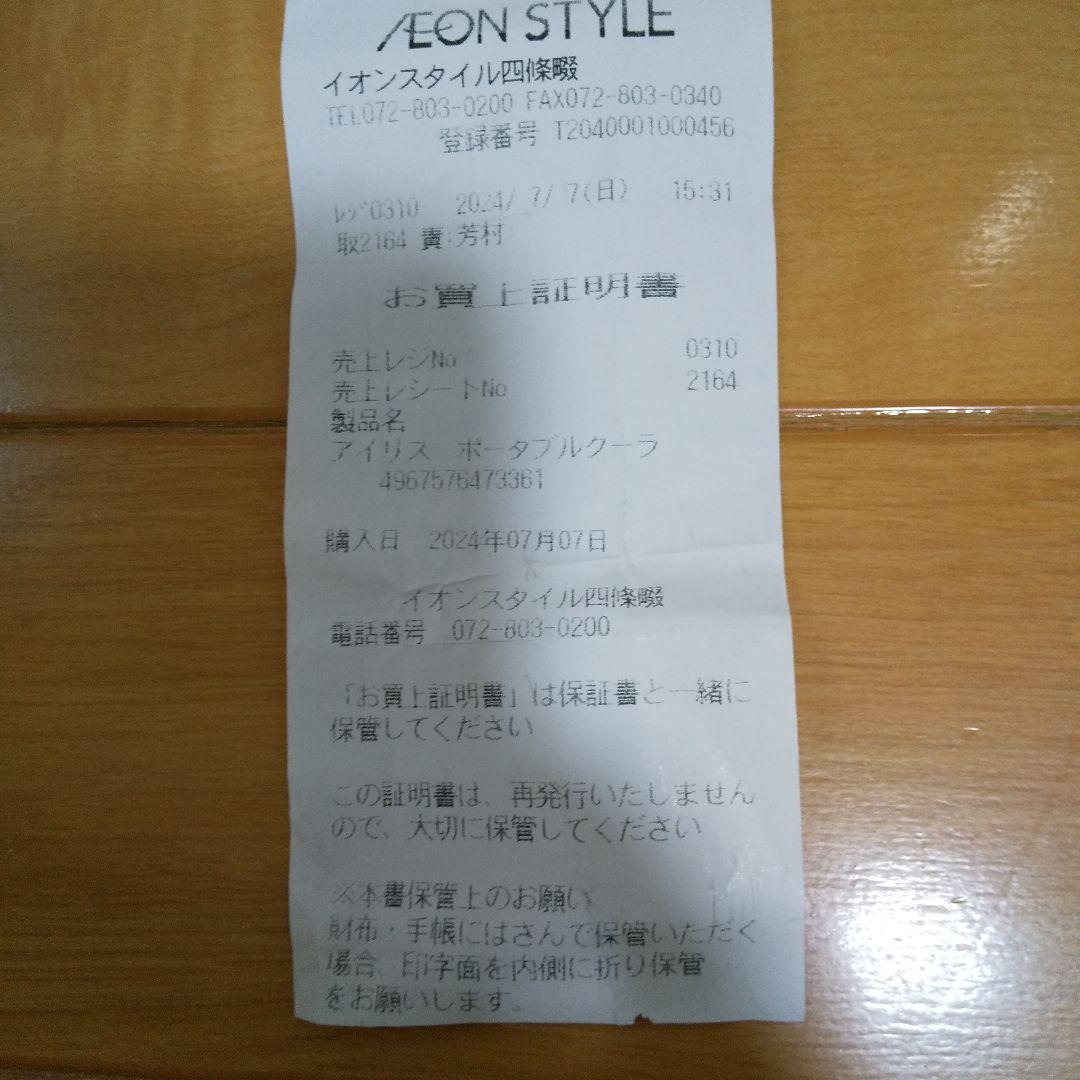 ÆON STYLE
イオンスタイル四條畷
TEL072-803-0200 FAX072-803-0340
登録番号 T2040001000456
ﾚｼﾞ0310 2024/ 7/ 7(日) 15:31
取2164 責:芳村
お買上証明書
売上レジNo 0310
売上レシートNo 2164
製品名
アイリス ポータブルクーラ
4967576473361
購入日 2024年07月07日
イオンスタイル四條畷
電話番号 072-803-0200
「お買上証明書」は保証書と一緒に
保管してください
この証明書は、再発行いたしません
ので、大切に保管してください
※本書保管上のお願い
財布・手帳にはさんで保管いただく
場合、印字面を内側に折り保管
をお願いします。